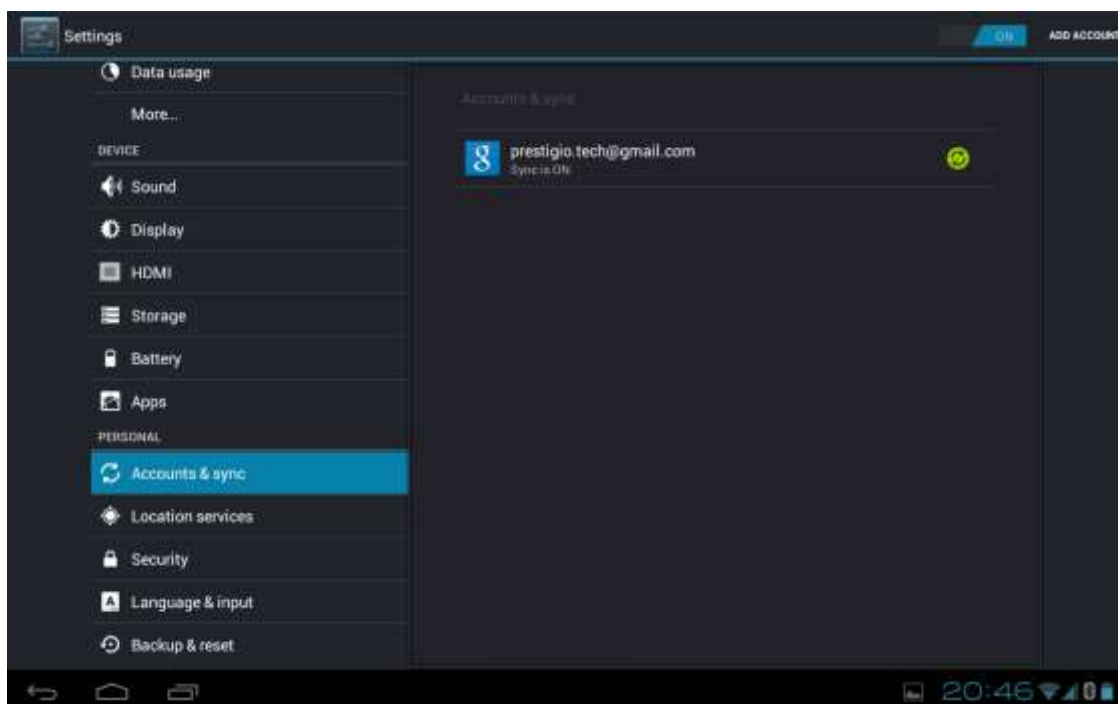 Settings
ON
ADD ACCOUNT
Data usage
More...
DEVICE
Sound
Display
HDMI
Storage
Battery
Apps
PERSONAL
Accounts & sync
Location services
Security
Language & input
Backup & reset
Accounts & sync
g
prestigio.tech@gmail.com
Sync is ON
20:46